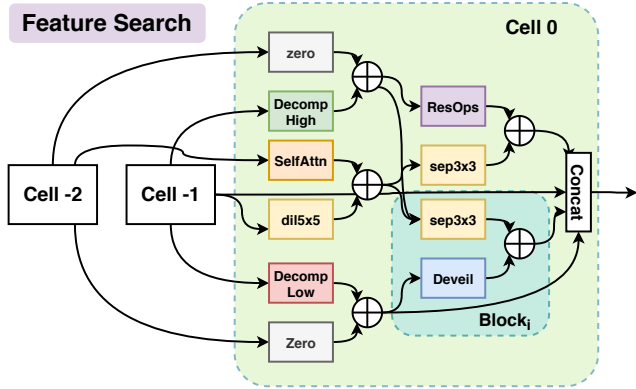 Feature Search
Cell 0
zero
Decomp
High
ResOps
SelfAttn
sep3x3
Cell -2
Cell -1
Concat
dil5x5
sep3x3
Decomp
Low
Deveil
Blocki
Zero